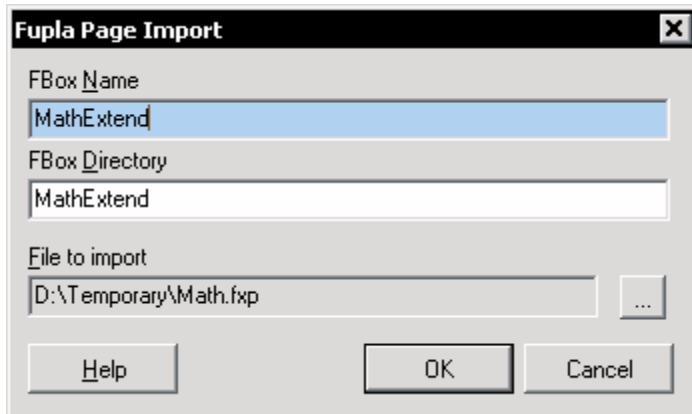 Fupla Page Import
FBox Name
MathExtend
FBox Directory
MathExtend
File to import
D:\Temporary\Math.fxp
...
Help OK Cancel